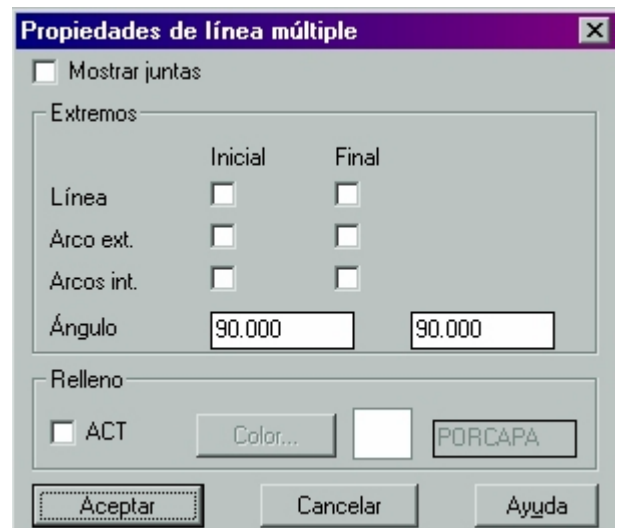 Propiedades de línea múltiple
Mostrar juntas
Extremos
Inicial Final
Línea
Arco ext.
Arcos int.
Ángulo 90.000 90.000
Relleno
ACT Color... PORCAPA
Aceptar Cancelar Ayuda